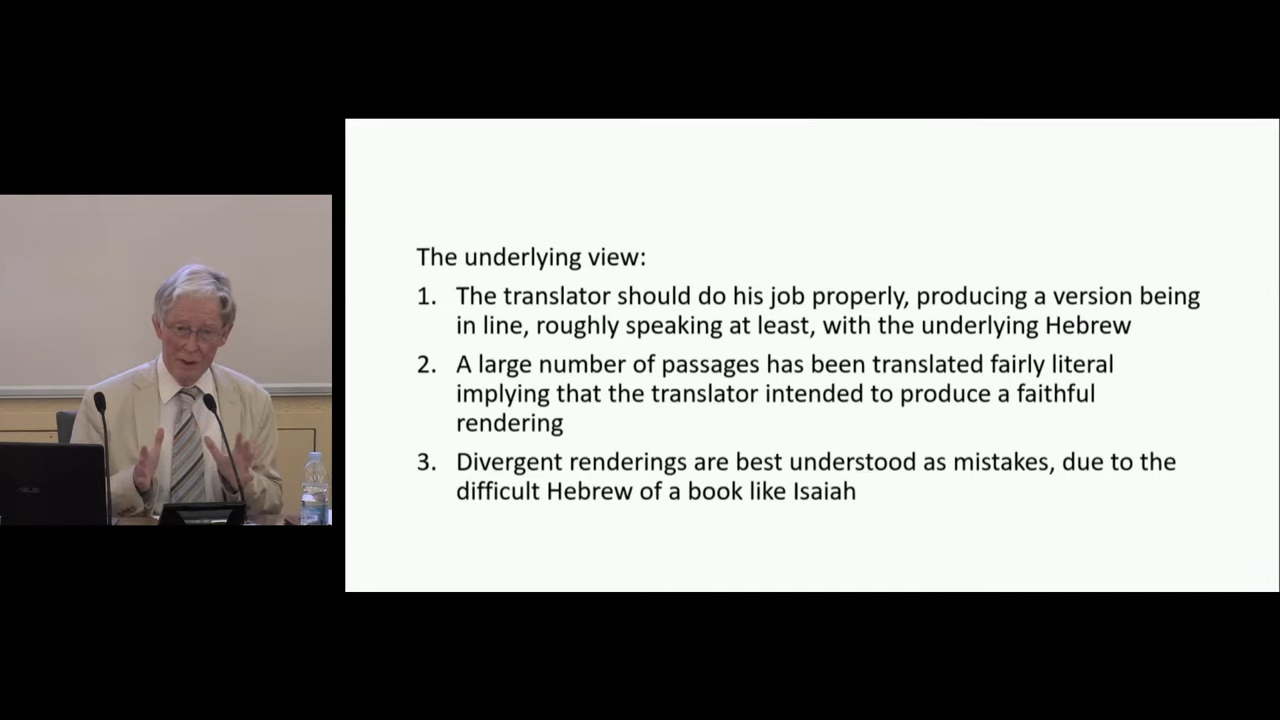 The underlying view:
1. The translator should do his job properly, producing a version being
in line, roughly speaking at least, with the underlying Hebrew
2. A large number of passages has been translated fairly literal
implying that the translator intended to produce a faithful
rendering
3. Divergent renderings are best understood as mistakes, due to the
difficult Hebrew of a book like Isaiah